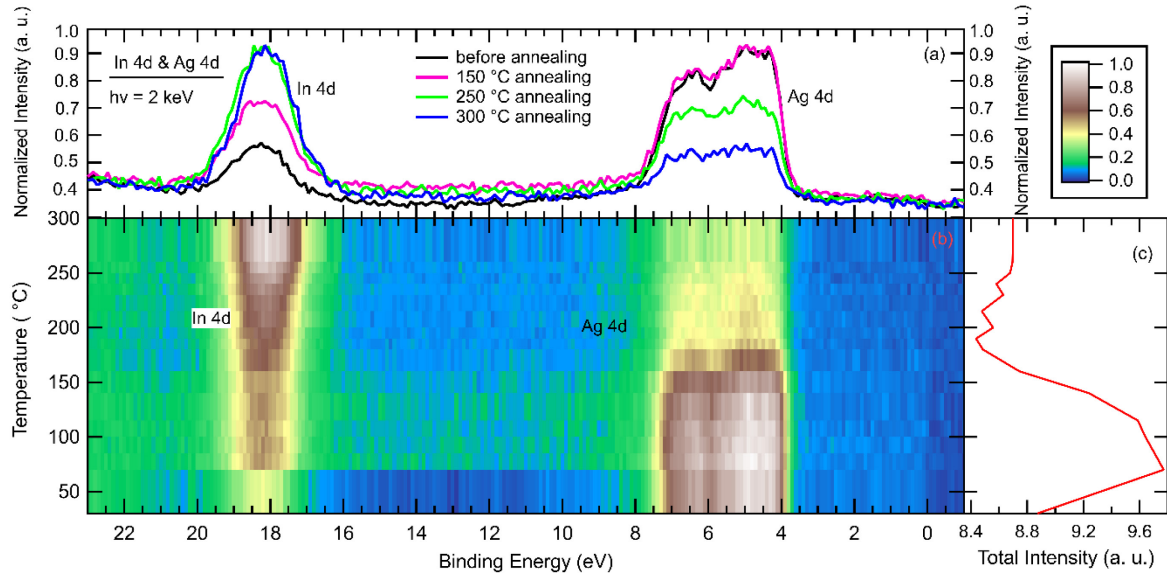 Normalized Intensity (a. u.)
1.0
0.9
0.8
0.7
0.6
0.5
0.4
In 4d & Ag 4d
hν = 2 keV
In 4d
before annealing
150 °C annealing
250 °C annealing
300 °C annealing
(a)
Ag 4d
1.0
0.9
0.8
0.7
0.6
0.5
0.4
Normalized Intensity (a. u.)
1.0
0.8
0.6
0.4
0.2
0.0
Temperature ( °C)
300
250
200
150
100
50
In 4d
Ag 4d
(b)
(c)
22 20 18 16 14 12 10 8 6 4 2 0
Binding Energy (eV)
8.4 8.8 9.2 9.6
Total Intensity (a. u.)